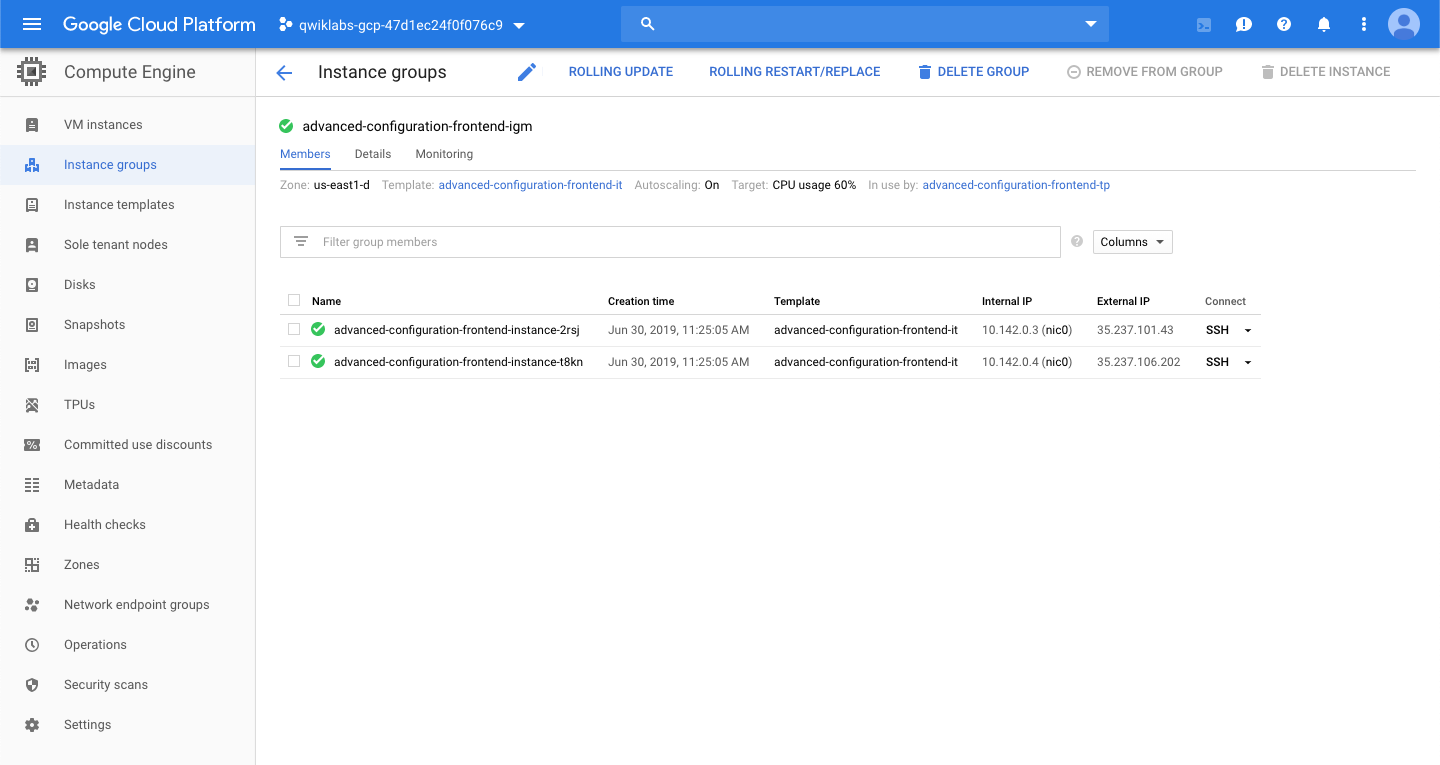 Google Cloud Platform qwiklabs-gcp-47d1ec24f0f076c9
Compute Engine
Instance groups ROLLING UPDATE ROLLING RESTART/REPLACE DELETE GROUP REMOVE FROM GROUP DELETE INSTANCE
VM instances
Instance groups
Instance templates
Sole tenant nodes
Disks
Snapshots
Images
TPUs
Committed use discounts
Metadata
Health checks
Zones
Network endpoint groups
Operations
Security scans
Settings
advanced-configuration-frontend-igm
Members Details Monitoring
Zone: us-east1-d Template: advanced-configuration-frontend-it Autoscaling: On Target: CPU usage 60% In use by: advanced-configuration-frontend-tp
Filter group members Columns
Name Creation time Template Internal IP External IP Connect
advanced-configuration-frontend-instance-2rsj Jun 30, 2019, 11:25:05 AM advanced-configuration-frontend-it 10.142.0.3 (nic0) 35.237.101.43 SSH
advanced-configuration-frontend-instance-t8kn Jun 30, 2019, 11:25:05 AM advanced-configuration-frontend-it 10.142.0.4 (nic0) 35.237.106.202 SSH